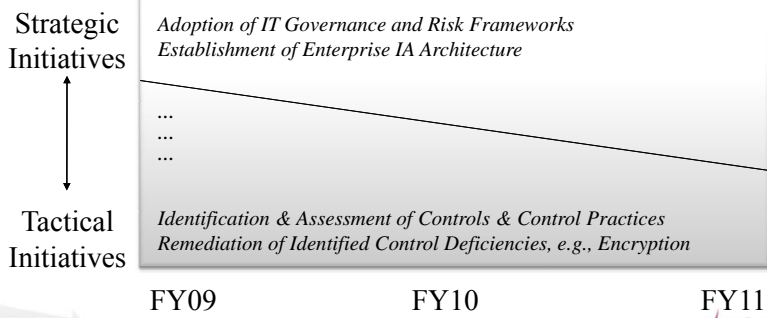 Strategic
Initiatives
Adoption of IT Governance and Risk Frameworks
Establishment of Enterprise IA Architecture
...
...
...
Tactical
Initiatives
Identification & Assessment of Controls & Control Practices
Remediation of Identified Control Deficiencies, e.g., Encryption
FY09
FY10
FY11